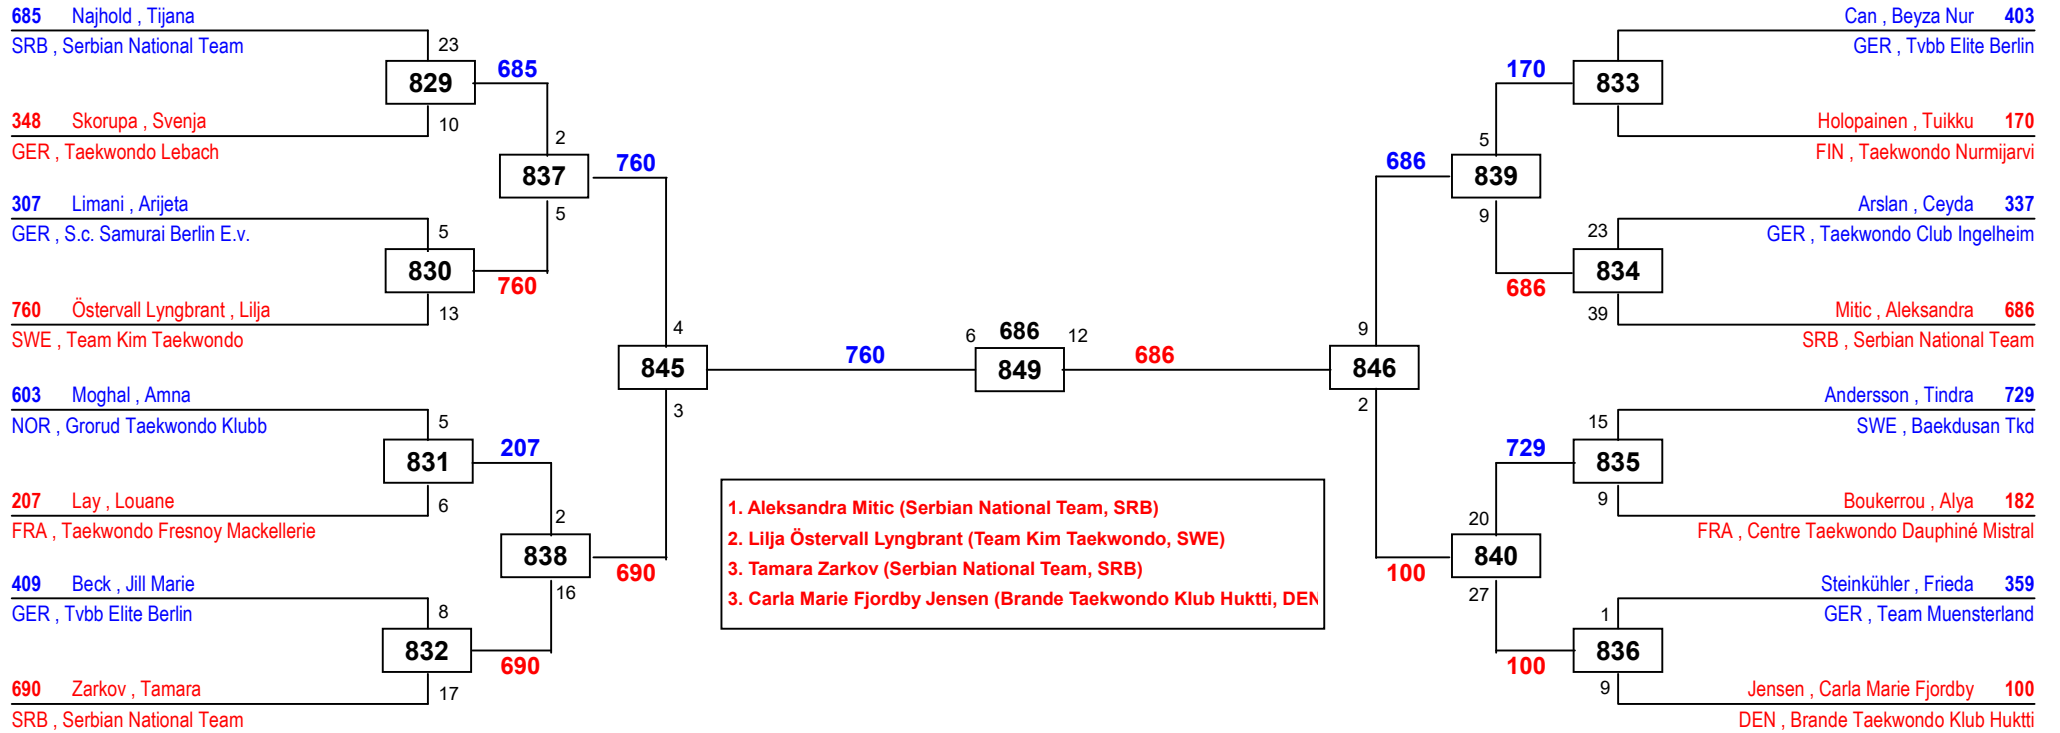 685 Najhold , Tijana
SRB , Serbian National Team
23
829
685
348 Skorupa , Svenja
10
GER , Taekwondo Lebach
2
837
760
307 Limani , Arijeta
5
GER , S.c. Samurai Berlin E.v.
5
830
760
760 Östervall Lyngbrant , Lilja
13
SWE , Team Kim Taekwondo
4
845
760
3
603 Moghal , Amna
5
NOR , Grorud Taekwondo Klubb
831
207
207 Lay , Louane
6
FRA , Taekwondo Fresnoy Mackellerie
2
838
690
16
409 Beck , Jill Marie
8
GER , Tvbb Elite Berlin
832
690
690 Zarkov , Tamara
17
SRB , Serbian National Team
6 686 12
849
686
1. Aleksandra Mitic (Serbian National Team, SRB)
2. Lilja Östervall Lyngbrant (Team Kim Taekwondo, SWE)
3. Tamara Zarkov (Serbian National Team, SRB)
3. Carla Marie Fjordby Jensen (Brande Taekwondo Klub Huktti, DEN
Can , Beyza Nur 403
GER , Tvbb Elite Berlin
170
833
Holopainen , Tuikku 170
FIN , Taekwondo Nurmijarvi
5
686
839
9
Arslan , Ceyda 337
23
GER , Taekwondo Club Ingelheim
834
686
Mitic , Aleksandra 686
39
SRB , Serbian National Team
9
846
2
Andersson , Tindra 729
15
SWE , Baekdusan Tkd
729
835
Boukerrou , Alya 182
9
FRA , Centre Taekwondo Dauphiné Mistral
20
840
100
27
Steinkühler , Frieda 359
1
GER , Team Muensterland
836
100
Jensen , Carla Marie Fjordby 100
9
DEN , Brande Taekwondo Klub Huktti